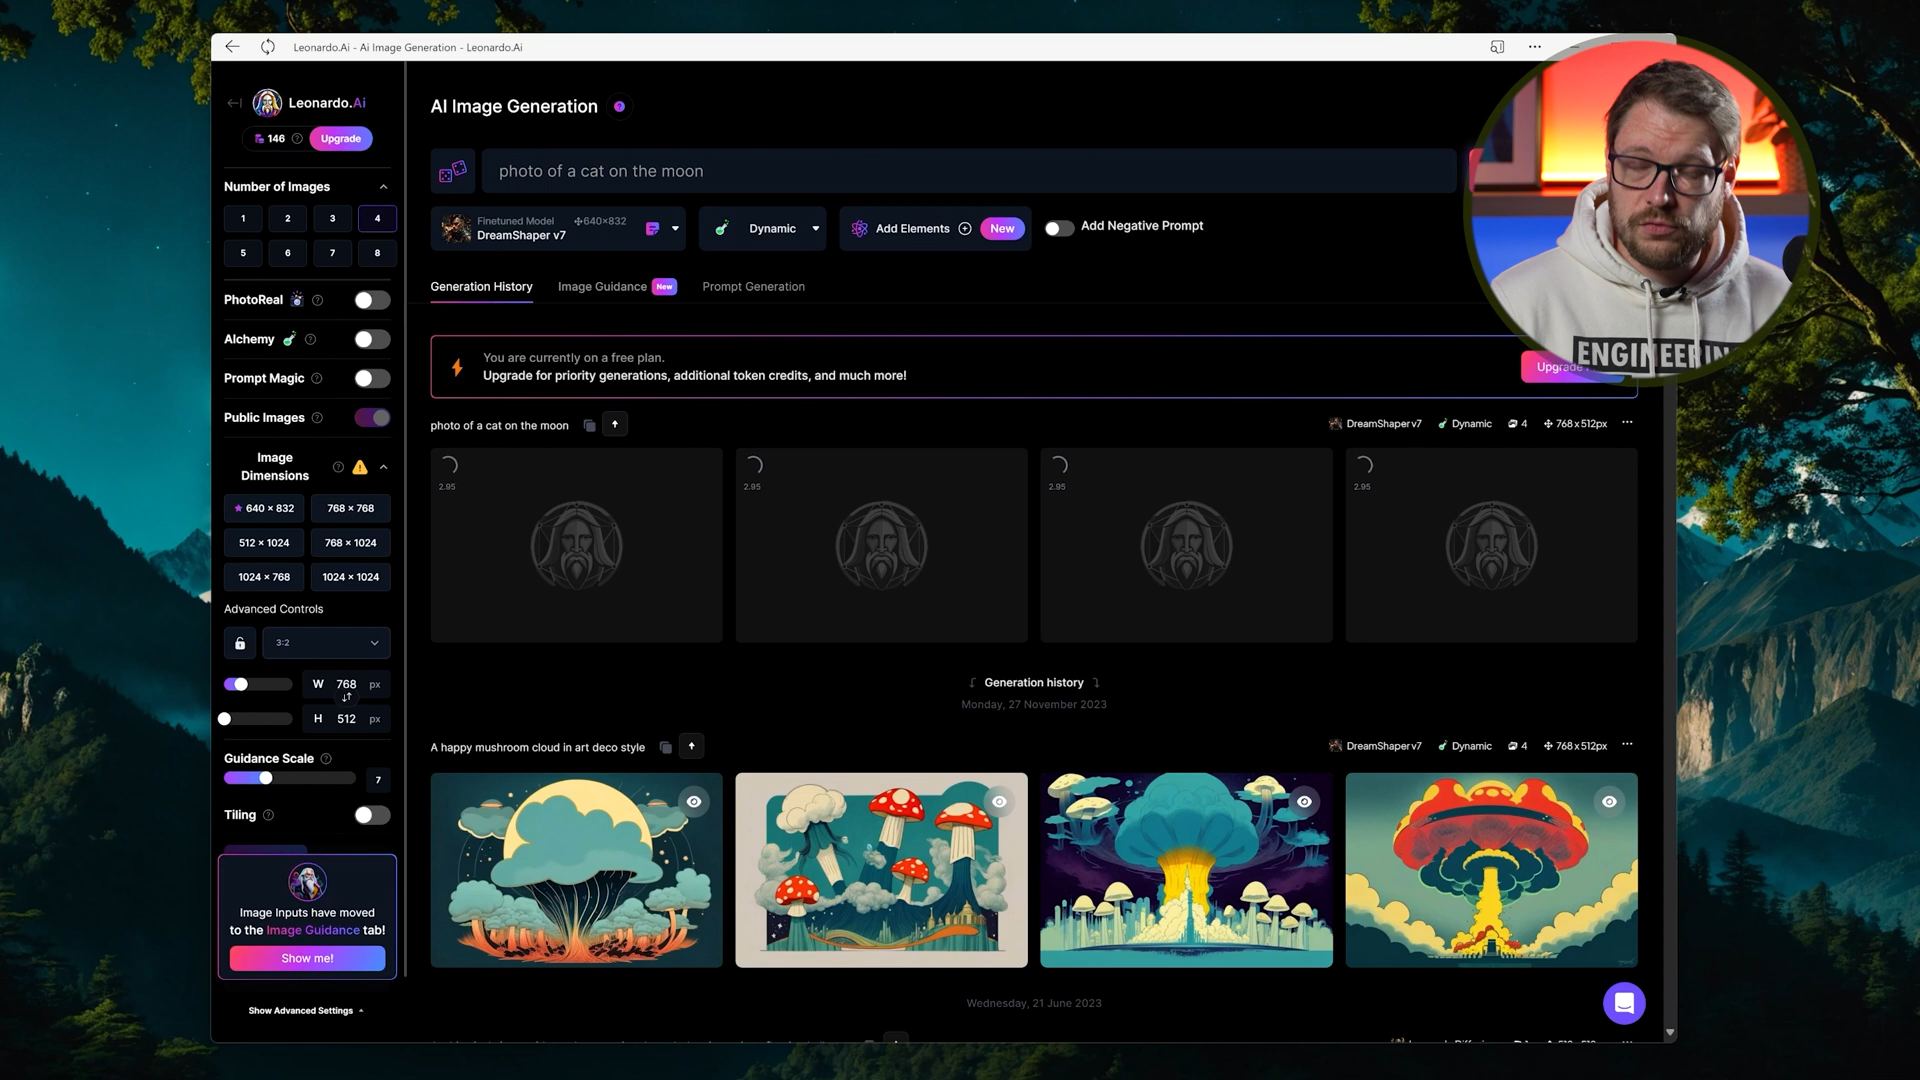 Leonardo.Ai - Ai Image Generation - Leonardo.Ai
Leonardo.Ai
146
Upgrade
Number of Images
1 2 3 4
5 6 7 8
PhotoReal
Alchemy
Prompt Magic
Public Images
Image
Dimensions
640 × 832 768 × 768
512 × 1024 768 × 1024
1024 × 768 1024 × 1024
Advanced Controls
3:2
W 768 px
H 512 px
Guidance Scale
7
Tiling
Image Inputs have moved
to the Image Guidance tab!
Show me!
Show Advanced Settings
AI Image Generation
photo of a cat on the moon
Finetuned Model 640×832
DreamShaper v7
Dynamic
Add Elements New
Add Negative Prompt
Generation History Image Guidance New Prompt Generation
You are currently on a free plan.
Upgrade for priority generations, additional token credits, and much more!
Upgrade
ENGINEERIN
photo of a cat on the moon
DreamShaper v7 Dynamic 4 768x512px
2.95 2.95 2.95 2.95
Generation history
Monday, 27 November 2023
A happy mushroom cloud in art deco style
DreamShaper v7 Dynamic 4 768x512px
Wednesday, 21 June 2023